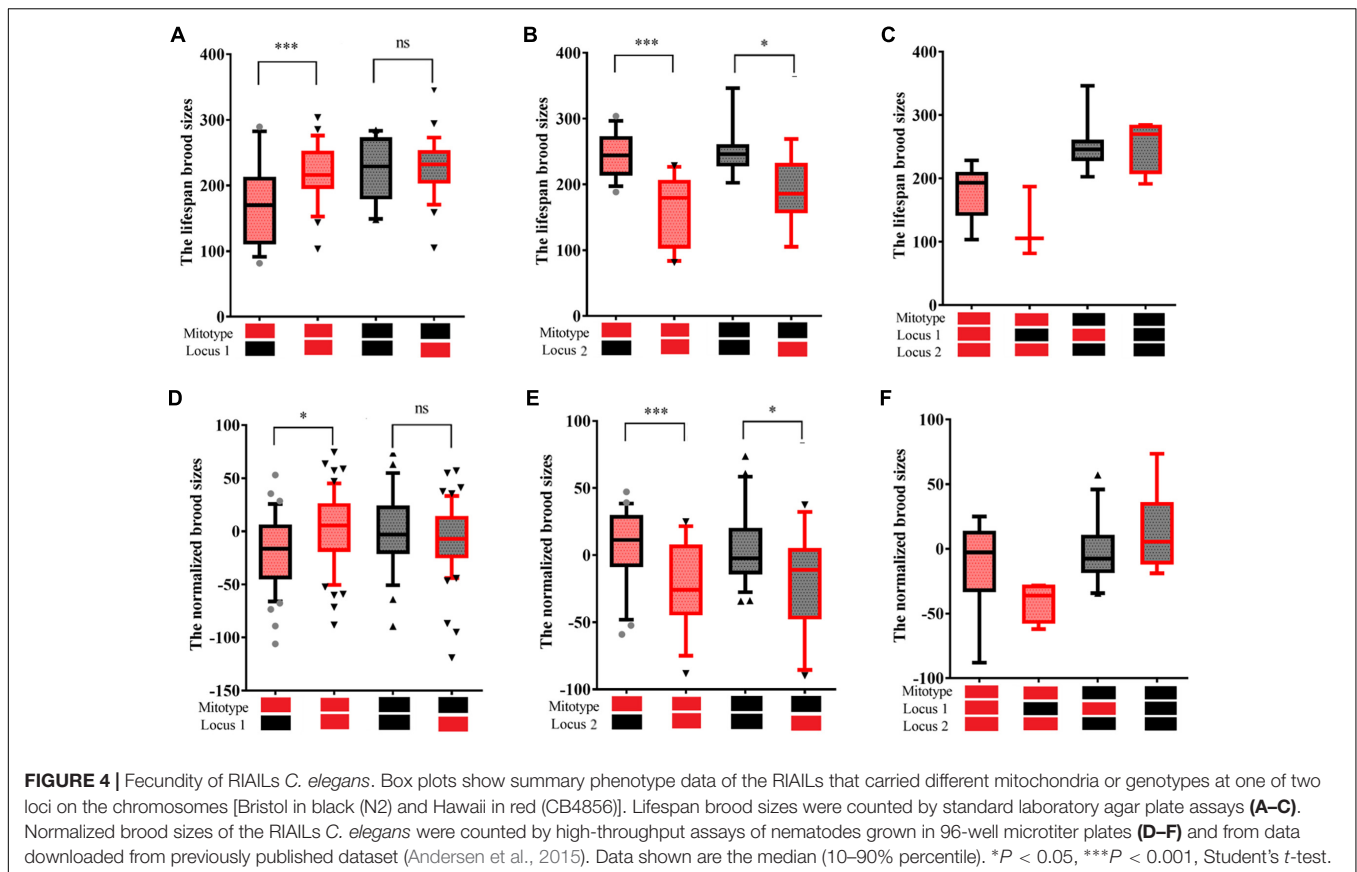 A
***
ns
400
300
200
100
0
The lifespan brood sizes
Mitotype
Locus 1
B
***
*
400
300
200
100
0
The lifespan brood sizes
Mitotype
Locus 2
C
400
300
200
100
0
The lifespan brood sizes
Mitotype
Locus 1
Locus 2
D
*
ns
100
50
0
-50
-100
-150
The normalized brood sizes
Mitotype
Locus 1
E
***
*
100
50
0
-50
-100
The normalized brood sizes
Mitotype
Locus 2
F
100
50
0
-50
-100
The normalized brood sizes
Mitotype
Locus 1
Locus 2
FIGURE 4 | Fecundity of RIAILs C. elegans. Box plots show summary phenotype data of the RIAILs that carried different mitochondria or genotypes at one of two
loci on the chromosomes [Bristol in black (N2) and Hawaii in red (CB4856)]. Lifespan brood sizes were counted by standard laboratory agar plate assays (A–C).
Normalized brood sizes of the RIAILs C. elegans were counted by high-throughput assays of nematodes grown in 96-well microtiter plates (D–F) and from data
downloaded from previously published dataset (Andersen et al., 2015). Data shown are the median (10–90% percentile). *P < 0.05, ***P < 0.001, Student's t-test.